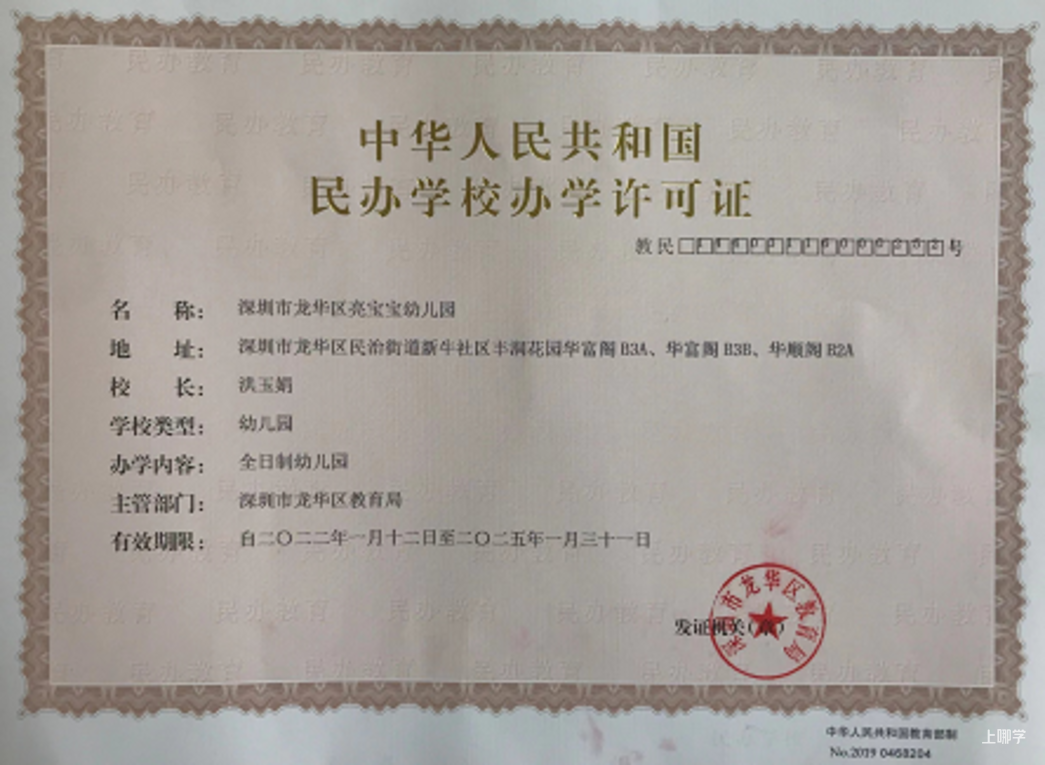 中华人民共和国
民办学校办学许可证
教民 号
名 称： 深圳市龙华区亮宝宝幼儿园
地 址： 深圳市龙华区民治街道新牛社区丰润花园华富阁B3A、华富阁B3B、华顺阁B2A
校 长： 洪玉娟
学校类型： 幼儿园
办学内容： 全日制幼儿园
主管部门： 深圳市龙华区教育局
有效期限： 自二〇二二年一月十二日至二〇二五年一月三十一日
发证机关（章）
深圳市龙华区教育局
中华人民共和国教育部制
No.2019 0468204
上哪学